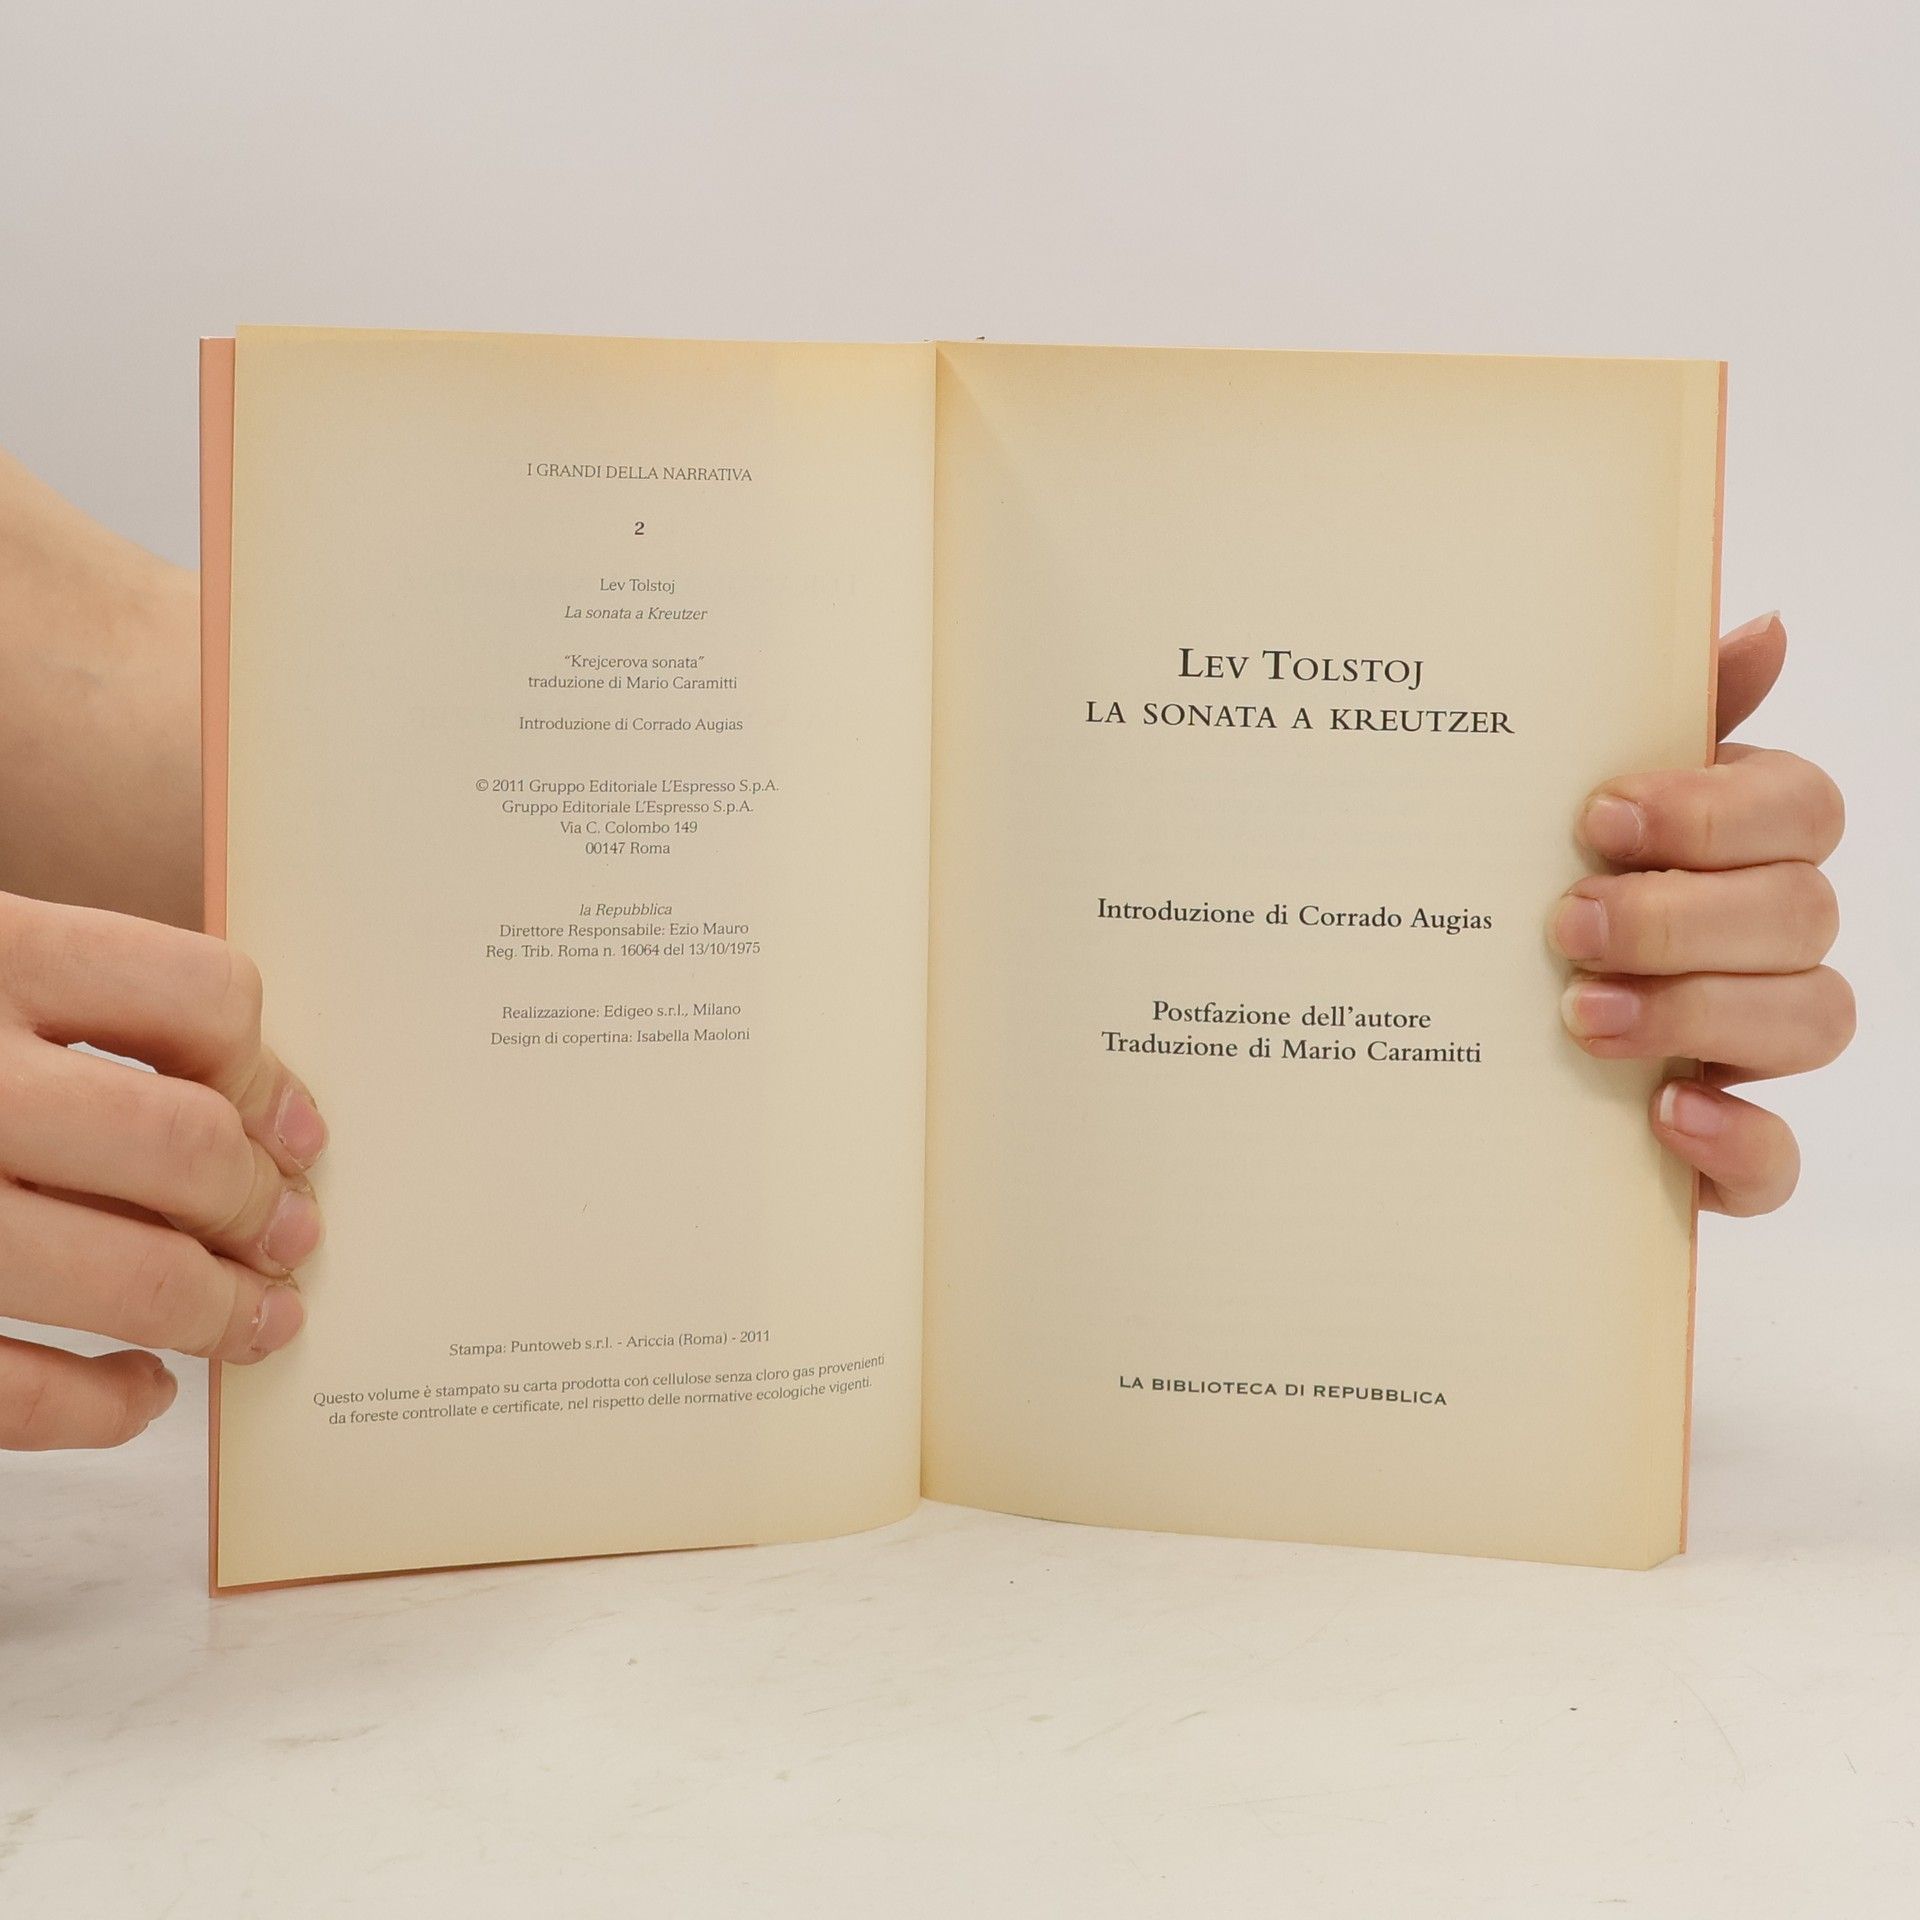 I GRANDI DELLA NARRATIVA
2
Lev Tolstoj
La sonata a Kreutzer
“Krejcerova sonata”
traduzione di Mario Caramitti
Introduzione di Corrado Augias
© 2011 Gruppo Editoriale L’Espresso S.p.A.
Gruppo Editoriale L’Espresso S.p.A.
Via C. Colombo 149
00147 Roma
la Repubblica
Direttore Responsabile: Ezio Mauro
Reg. Trib. Roma n. 16064 del 13/10/1975
Realizzazione: Edigeo s.r.l., Milano
Design di copertina: Isabella Maoloni
Stampa: Puntoweb s.r.l. - Ariccia (Roma) - 2011
Questo volume è stampato su carta prodotta con cellulose senza cloro gas provenienti
da foreste controllate e certificate, nel rispetto delle normative ecologiche vigenti.
LEV TOLSTOJ
LA SONATA A KREUTZER
Introduzione di Corrado Augias
Postfazione dell’autore
Traduzione di Mario Caramitti
LA BIBLIOTECA DI REPUBBLICA